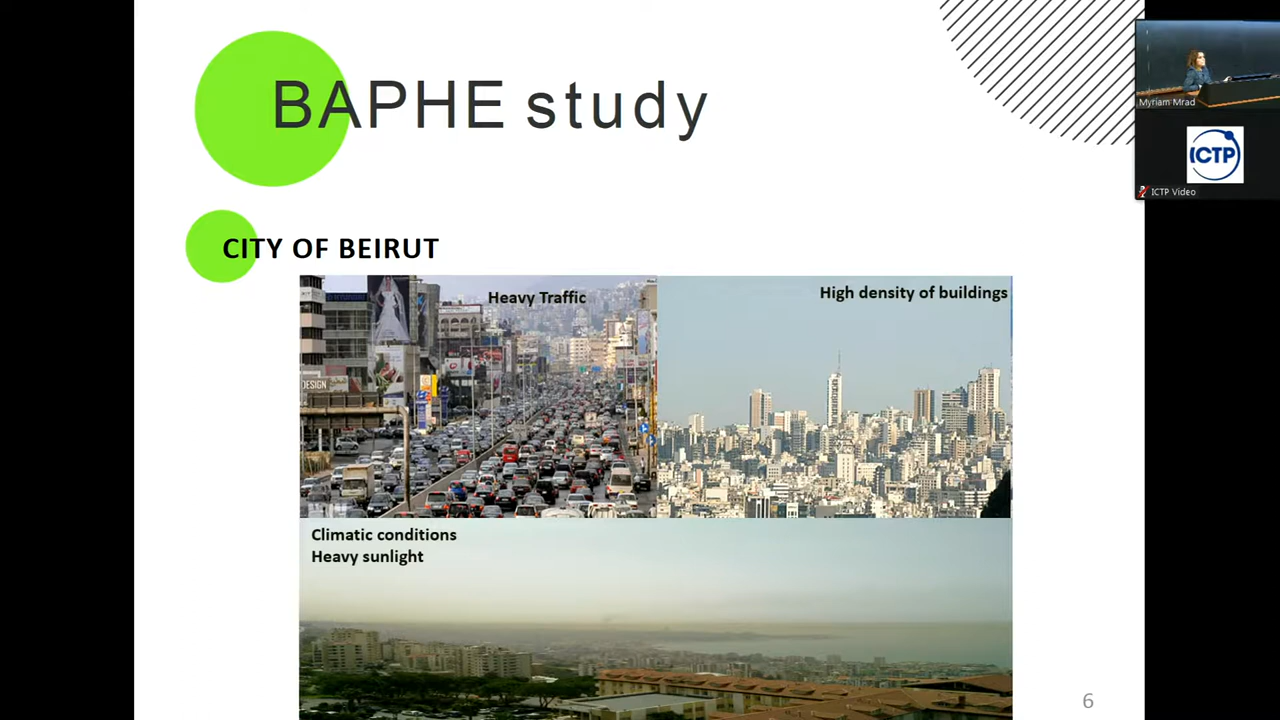 BAPHE study
CITY OF BEIRUT
Heavy Traffic
High density of buildings
DESIGN
Climatic conditions
Heavy sunlight
6
Myriam Mrad
ICTP
ICTP Video